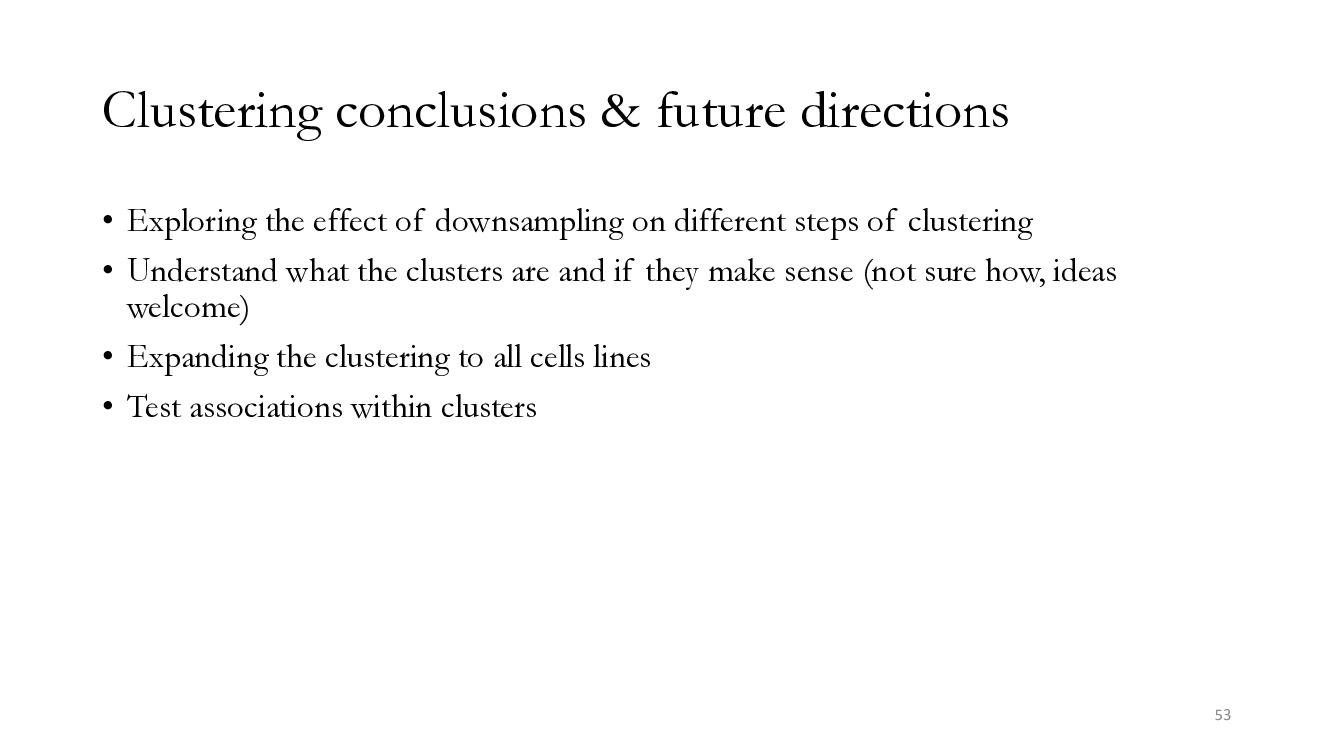 Clustering conclusions & future directions
• Exploring the effect of downsampling on different steps of clustering
• Understand what the clusters are and if they make sense (not sure how, ideas
welcome)
• Expanding the clustering to all cells lines
• Test associations within clusters
53